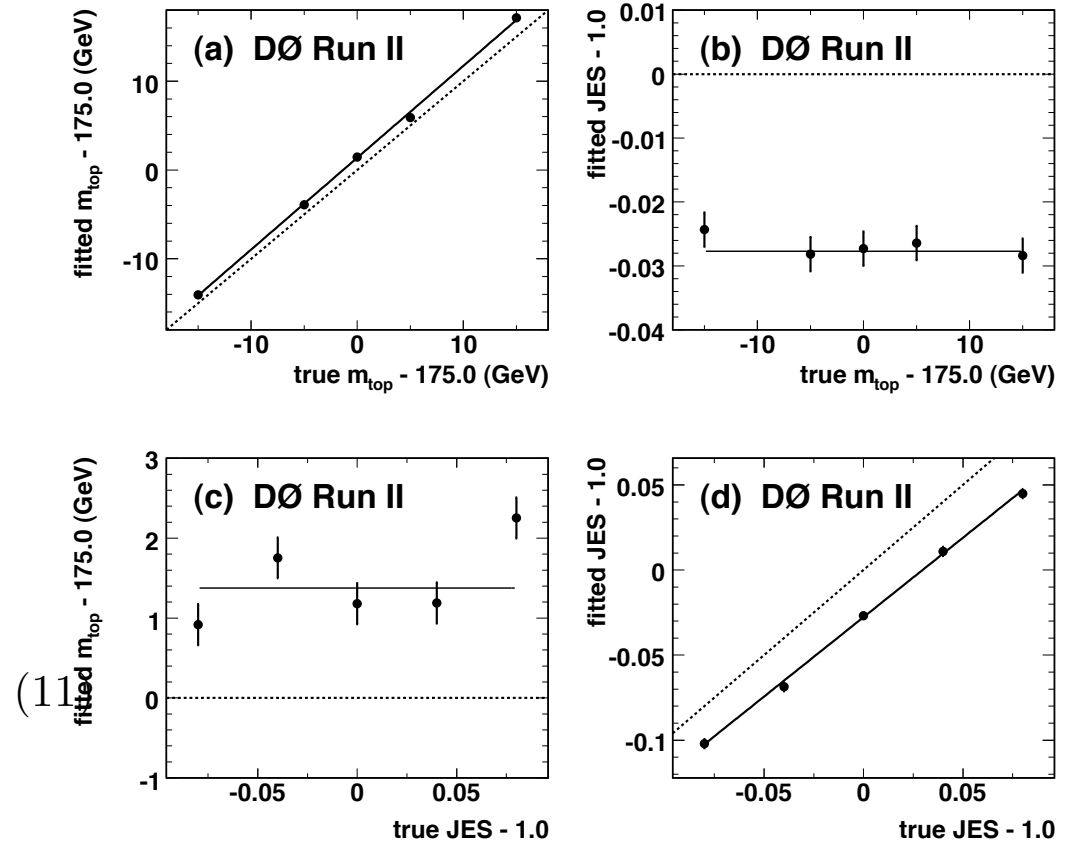 (a) DØ Run II
fitted m_top - 175.0 (GeV)
10
0
-10
-10 0 10
true m_top - 175.0 (GeV)
(b) DØ Run II
fitted JES - 1.0
0.01
0
-0.01
-0.02
-0.03
-0.04
-10 0 10
true m_top - 175.0 (GeV)
(c) DØ Run II
fitted m_top - 175.0 (GeV)
3
2
1
0
-1
-0.05 0 0.05
true JES - 1.0
(11
(d) DØ Run II
fitted JES - 1.0
0.05
0
-0.05
-0.1
-0.05 0 0.05
true JES - 1.0